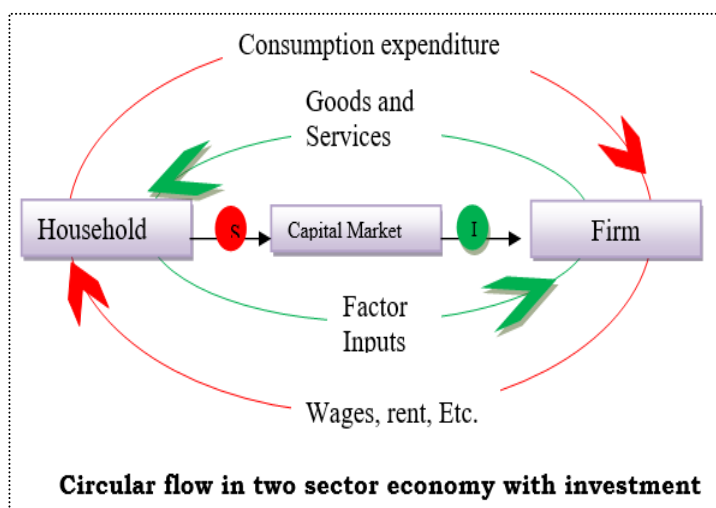 Consumption expenditure
Goods and
Services
Household
S
Capital Market
I
Firm
Factor
Inputs
Wages, rent, Etc.
Circular flow in two sector economy with investment